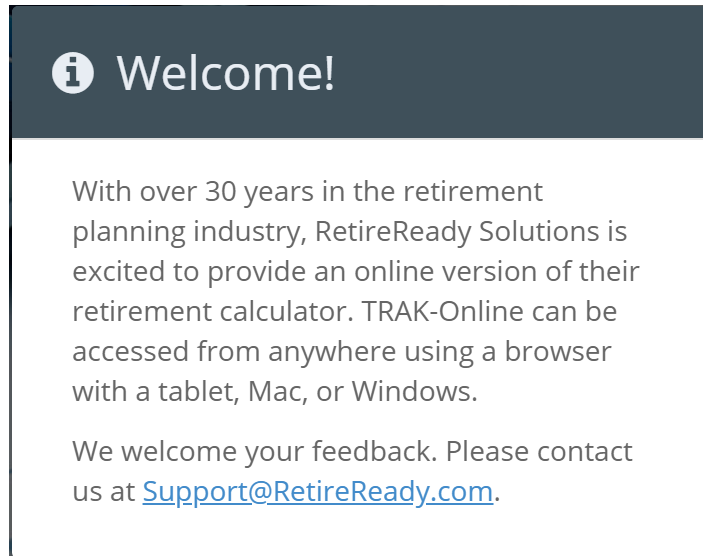 Welcome!
With over 30 years in the retirement
planning industry, RetireReady Solutions is
excited to provide an online version of their
retirement calculator. TRAK-Online can be
accessed from anywhere using a browser
with a tablet, Mac, or Windows.
We welcome your feedback. Please contact
us at Support@RetireReady.com.